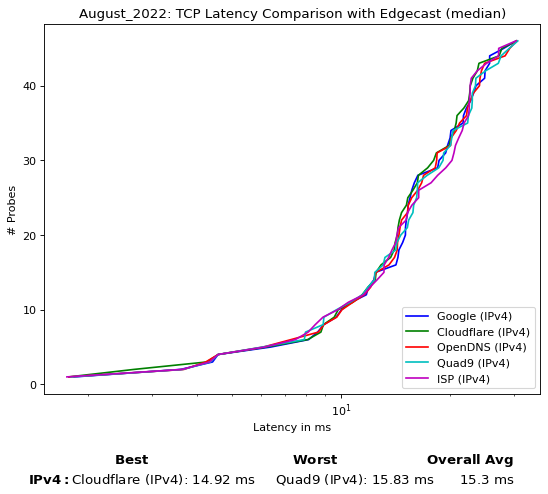 August_2022: TCP Latency Comparison with Edgecast (median)
# Probes
40
30
20
10
0
Google (IPv4)
Cloudflare (IPv4)
OpenDNS (IPv4)
Quad9 (IPv4)
ISP (IPv4)
10¹
Latency in ms
Best Worst Overall Avg
IPv4: Cloudflare (IPv4): 14.92 ms Quad9 (IPv4): 15.83 ms 15.3 ms